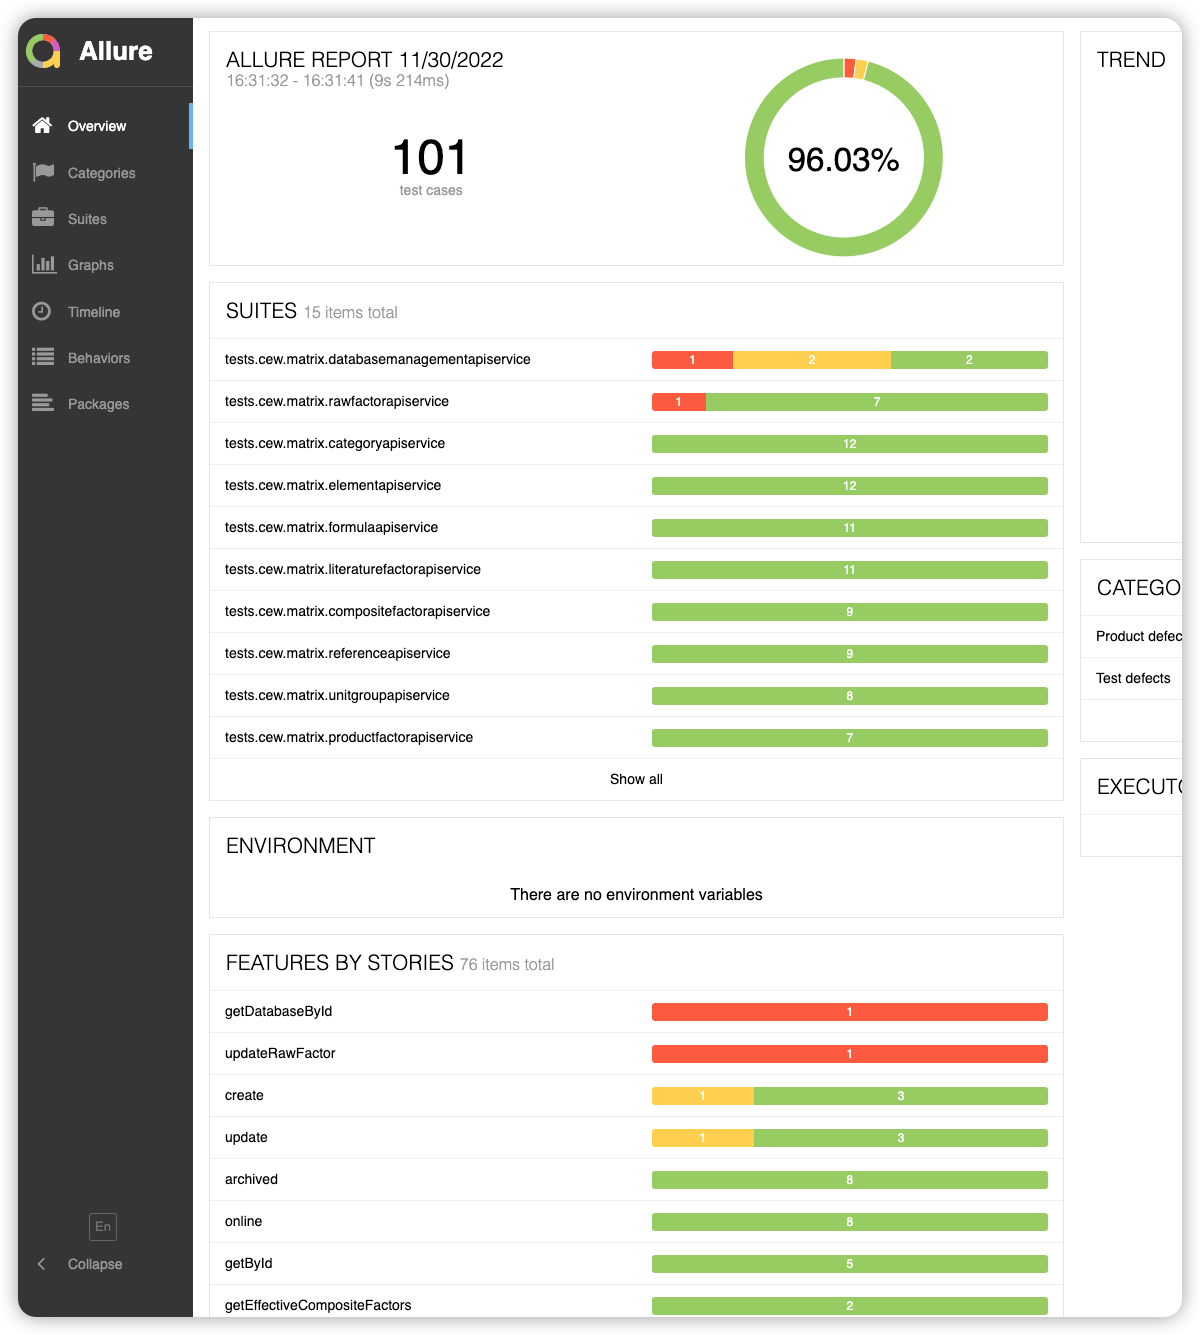 Allure
Overview
Categories
Suites
Graphs
Timeline
Behaviors
Packages
En
Collapse
ALLURE REPORT 11/30/2022
16:31:32 - 16:31:41 (9s 214ms)
101
test cases
96.03%
SUITES 15 items total
tests.cew.matrix.databasemanagementapiservice 1 2 2
tests.cew.matrix.rawfactorapiservice 1 7
tests.cew.matrix.categoryapiservice 12
tests.cew.matrix.elementapiservice 12
tests.cew.matrix.formulaapiservice 11
tests.cew.matrix.literaturefactorapiservice 11
tests.cew.matrix.compositefactorapiservice 9
tests.cew.matrix.referenceapiservice 9
tests.cew.matrix.unitgroupapiservice 8
tests.cew.matrix.productfactorapiservice 7
Show all
ENVIRONMENT
There are no environment variables
FEATURES BY STORIES 76 items total
getDatabaseById 1
updateRawFactor 1
create 1 3
update 1 3
archived 8
online 8
getById 5
getEffectiveCompositeFactors 2
TREND
CATEGO
Product defec
Test defects
EXECUTO